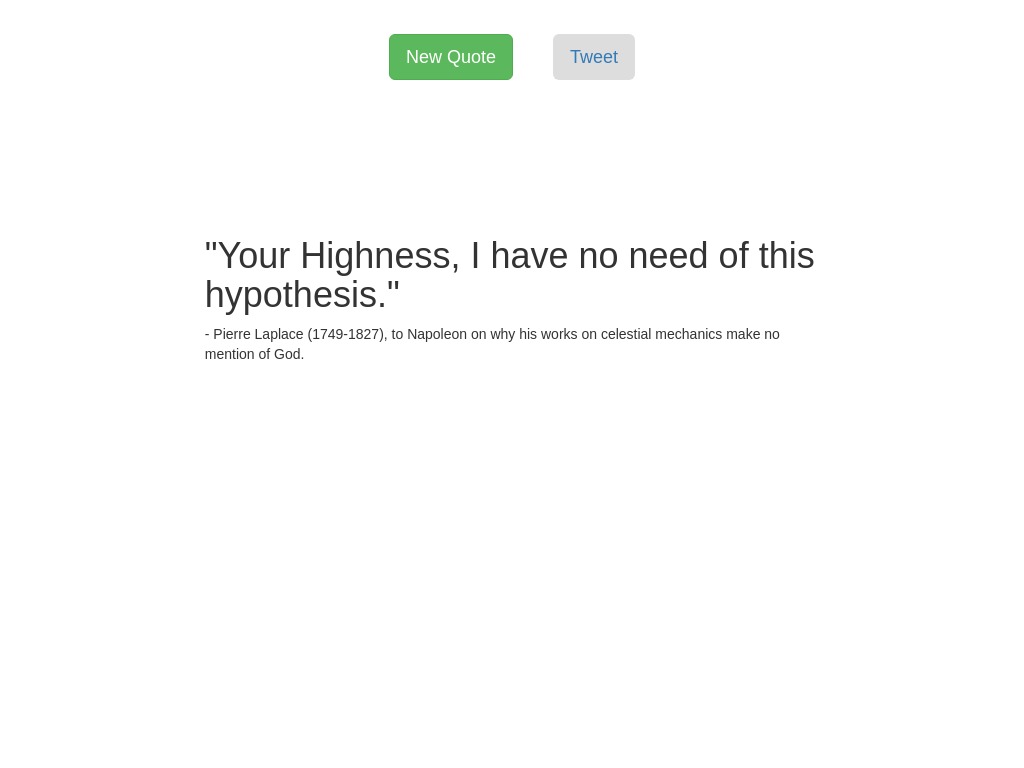 New Quote
Tweet
"Your Highness, I have no need of this
hypothesis."
- Pierre Laplace (1749-1827), to Napoleon on why his works on celestial mechanics make no
mention of God.